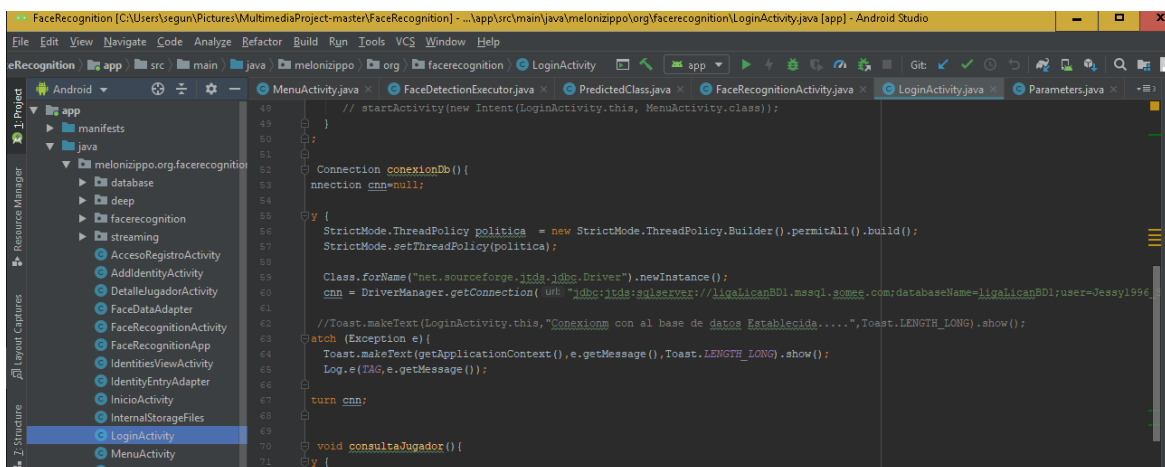 FaceRecognition [C:\Users\segun\Pictures\MultimediaProject-master\FaceRecognition] - ...\app\src\main\java\melonizippo\org\facerecognition\LoginActivity.java [app] - Android Studio
File Edit View Navigate Code Analyze Refactor Build Run Tools VCS Window Help
eRecognition app src main java melonizippo org facerecognition LoginActivity app Git:
1: Project
Android
MenuActivity.java FaceDetectionExecutor.java PredictedClass.java FaceRecognitionActivity.java LoginActivity.java Parameters.java
app
manifests
java
melonizippo.org.facerecognition
database
deep
facerecognition
streaming
AccesoRegistroActivity
AddIdentityActivity
DetalleJugadorActivity
FaceDataAdapter
FaceRecognitionActivity
FaceRecognitionApp
IdentitiesViewActivity
IdentityEntryAdapter
InicioActivity
InternalStorageFiles
LoginActivity
MenuActivity
Resource Manager
Layout Captures
7: Structure
48 // startActivity(new Intent(LoginActivity.this, MenuActivity.class));
49 }
50 ;
51
52 Connection conexionDb(){
53 nnection cnn=null;
54
55 y {
56 StrictMode.ThreadPolicy politica = new StrictMode.ThreadPolicy.Builder().permitAll().build();
57 StrictMode.setThreadPolicy(politica);
58
59 Class.forName("net.sourceforge.jtds.jdbc.Driver").newInstance();
60 cnn = DriverManager.getConnection( url: "jdbc:jtds:sqlserver://ligaLicanBD1.mssql.somee.com;databaseName=ligaLicanBD1;user=Jessy1996_S
61
62 //Toast.makeText(LoginActivity.this,"Conexionm con al base de datos Establecida.....",Toast.LENGTH_LONG).show();
63 atch (Exception e){
64 Toast.makeText(getApplicationContext(),e.getMessage(),Toast.LENGTH_LONG).show();
65 Log.e(TAG,e.getMessage());
66
67 turn cnn;
68
69
70 void consultaJugador(){
71 y {